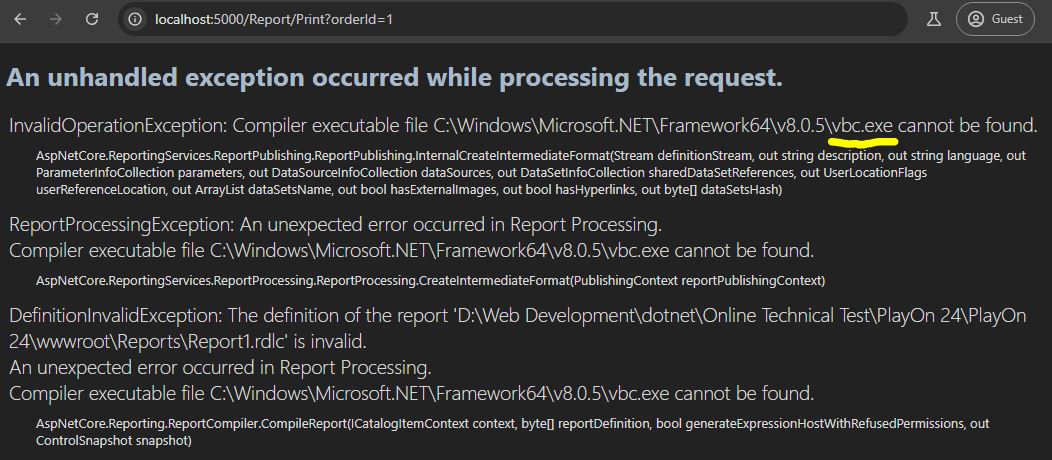 localhost:5000/Report/Print?orderId=1
Guest
An unhandled exception occurred while processing the request.
InvalidOperationException: Compiler executable file C:\Windows\Microsoft.NET\Framework64\v8.0.5\vbc.exe cannot be found.
AspNetCore.ReportingServices.ReportPublishing.ReportPublishing.InternalCreateIntermediateFormat(Stream definitionStream, out string description, out string language, out
ParameterInfoCollection parameters, out DataSourceInfoCollection dataSources, out DataSetInfoCollection sharedDataSetReferences, out UserLocationFlags
userReferenceLocation, out ArrayList dataSetsName, out bool hasExternalImages, out bool hasHyperlinks, out byte[] dataSetsHash)
ReportProcessingException: An unexpected error occurred in Report Processing.
Compiler executable file C:\Windows\Microsoft.NET\Framework64\v8.0.5\vbc.exe cannot be found.
AspNetCore.ReportingServices.ReportProcessing.ReportProcessing.CreateIntermediateFormat(PublishingContext reportPublishingContext)
DefinitionInvalidException: The definition of the report 'D:\Web Development\dotnet\Online Technical Test\PlayOn 24\PlayOn
24\wwwroot\Reports\Report1.rdlc' is invalid.
An unexpected error occurred in Report Processing.
Compiler executable file C:\Windows\Microsoft.NET\Framework64\v8.0.5\vbc.exe cannot be found.
AspNetCore.Reporting.ReportCompiler.CompileReport(ICatalogItemContext context, byte[] reportDefinition, bool generateExpressionHostWithRefusedPermissions, out
ControlSnapshot snapshot)